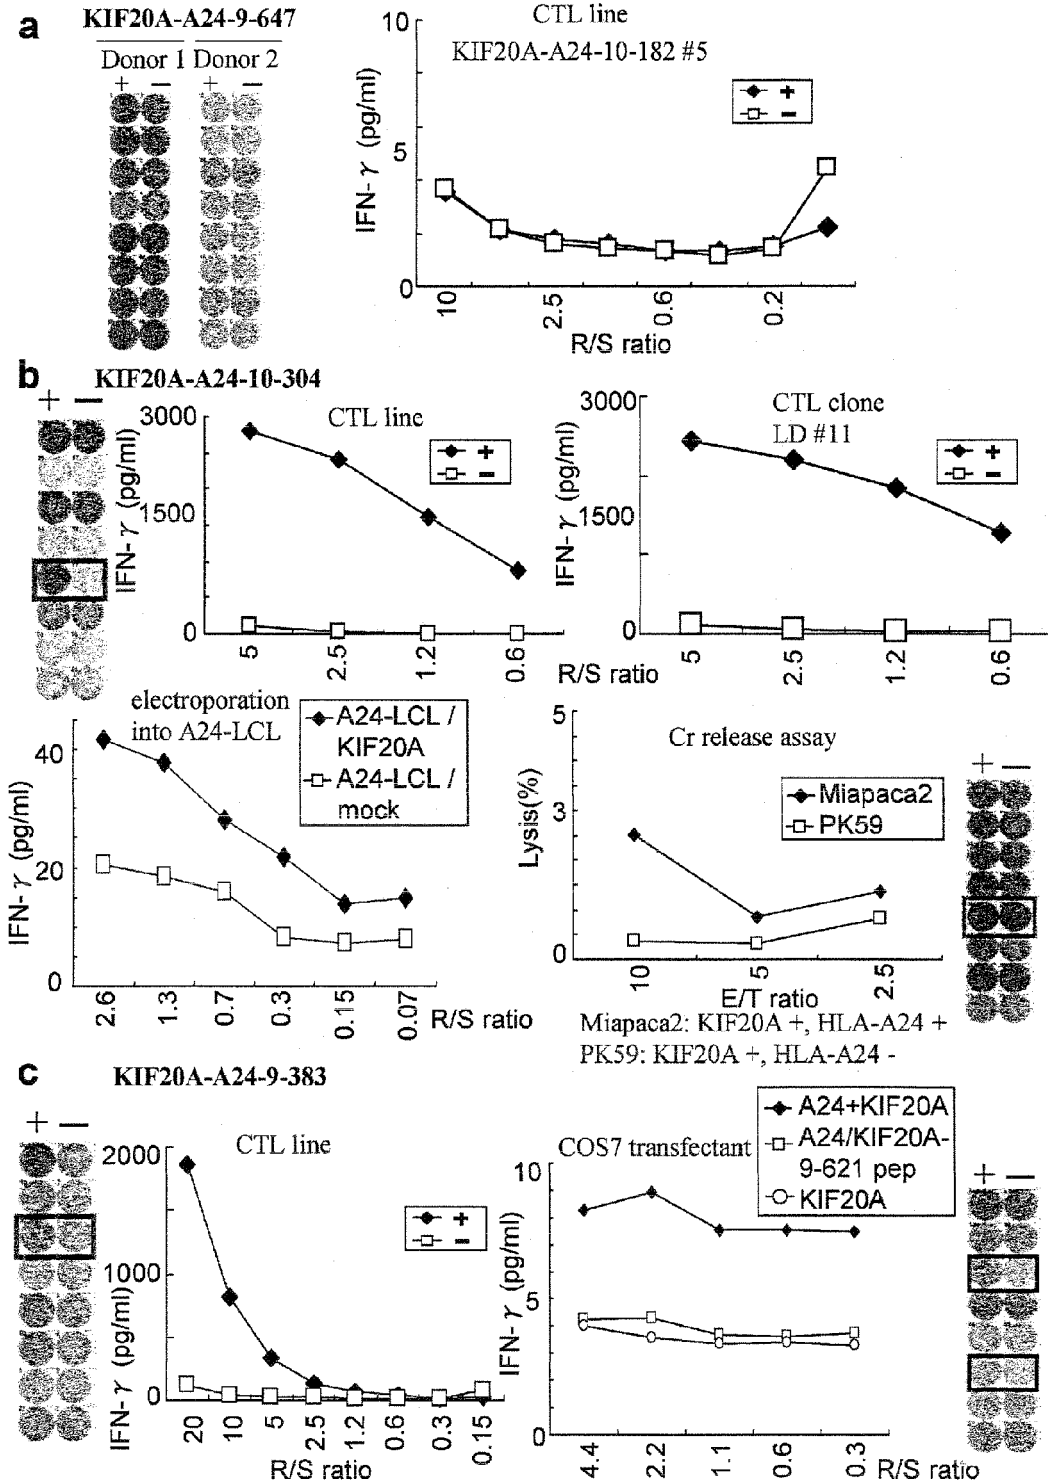 a
KIF20A-A24-9-647
Donor 1 Donor 2
+ − + −
CTL line
KIF20A-A24-10-182 #5
+
−
IFN-γ (pg/ml)
10
5
0
10 2.5 0.6 0.2
R/S ratio
b
KIF20A-A24-10-304
+ −
CTL line
+
−
IFN-γ (pg/ml)
3000
1500
0
5 2.5 1.2 0.6
CTL clone
LD #11
+
−
IFN-γ (pg/ml)
3000
1500
0
5 2.5 1.2 0.6
R/S ratio
electroporation
into A24-LCL
A24-LCL /
KIF20A
A24-LCL /
mock
IFN-γ (pg/ml)
40
20
0
2.6 1.3 0.7 0.3 0.15 0.07
R/S ratio
Cr release assay
Miapaca2
PK59
Lysis(%)
5
3
0
10 5 2.5
E/T ratio
Miapaca2: KIF20A +, HLA-A24 +
PK59: KIF20A +, HLA-A24 -
+ −
c
KIF20A-A24-9-383
+ −
CTL line
+
−
IFN-γ (pg/ml)
2000
1000
0
20 10 5 2.5 1.2 0.6 0.3 0.15
R/S ratio
COS7 transfectant
A24+KIF20A
A24/KIF20A-
9-621 pep
KIF20A
IFN-γ (pg/ml)
10
5
0
4.4 2.2 1.1 0.6 0.3
R/S ratio
+ −